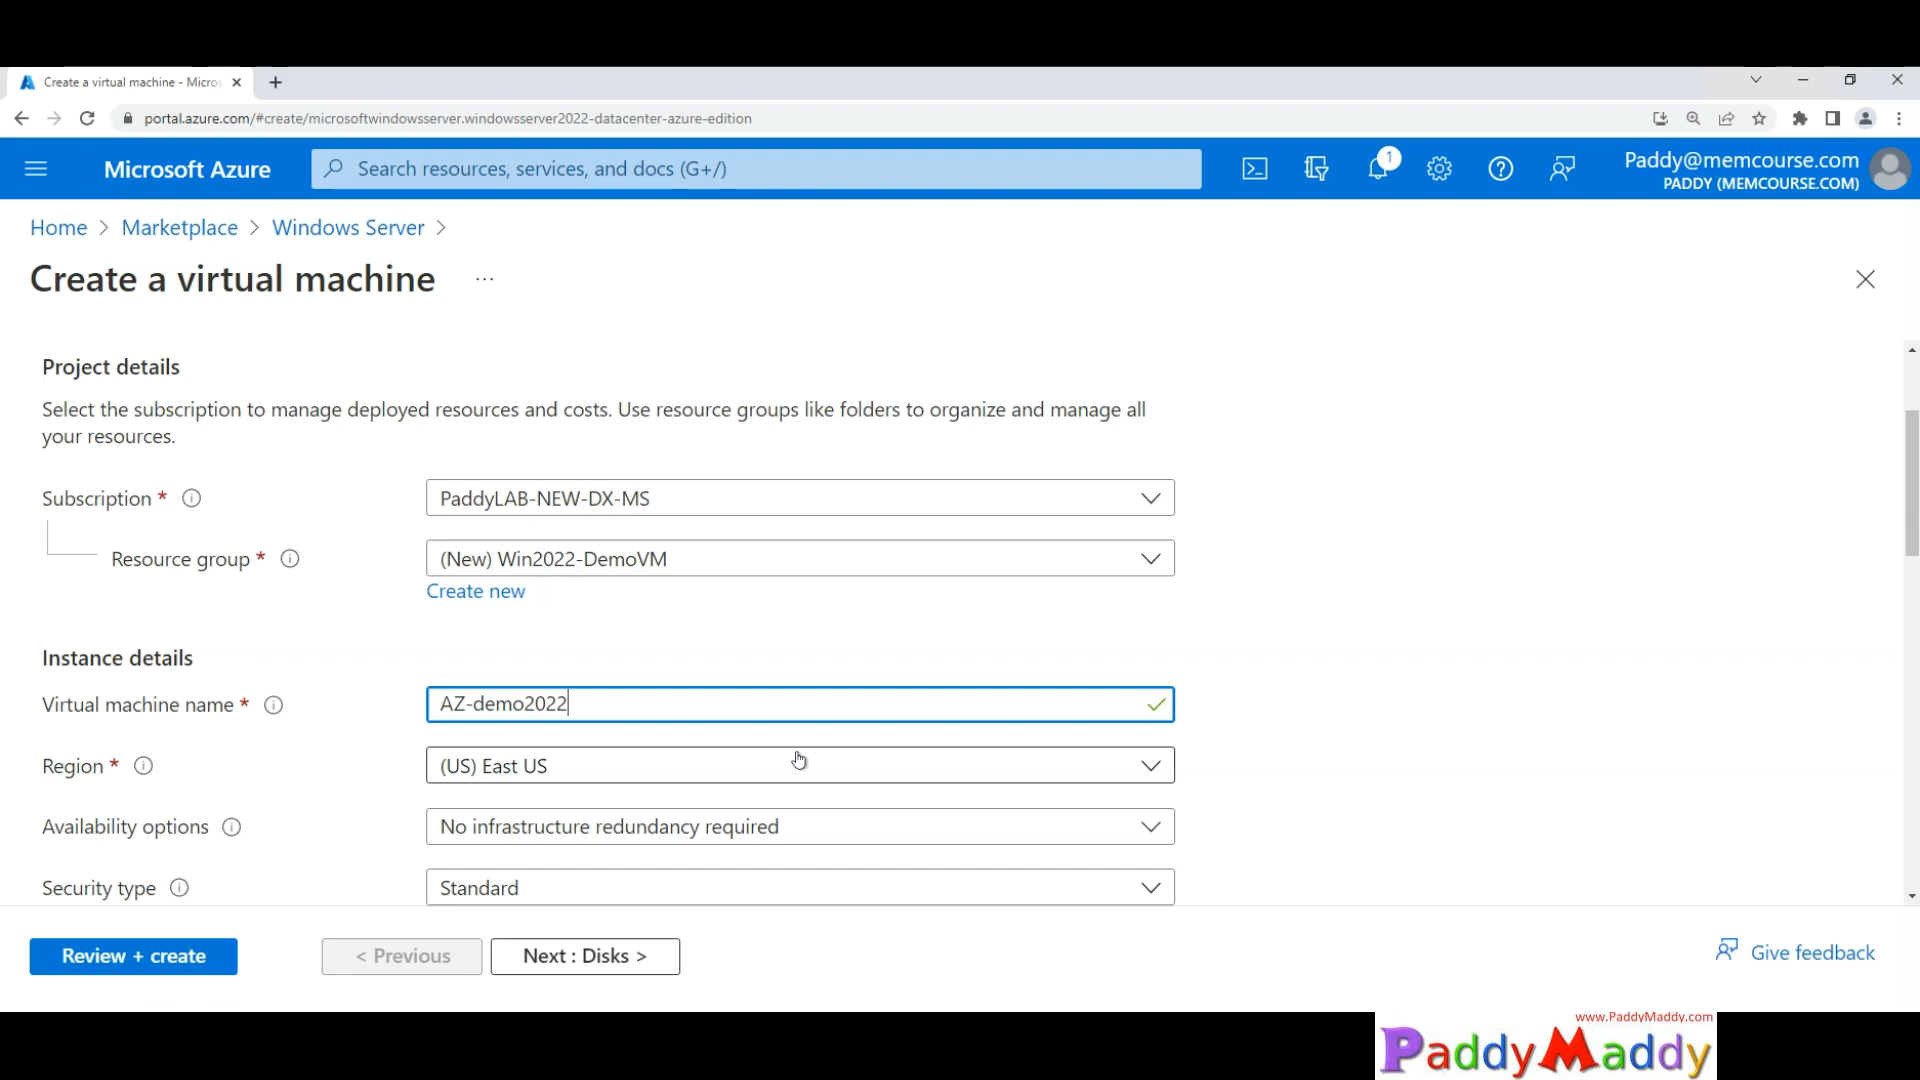 Create a virtual machine - Micros
portal.azure.com/#create/microsoftwindowsserver.windowsserver2022-datacenter-azure-edition
Microsoft Azure
Search resources, services, and docs (G+/)
1
Paddy@memcourse.com
PADDY (MEMCOURSE.COM)
Home > Marketplace > Windows Server >
Create a virtual machine ...
Project details
Select the subscription to manage deployed resources and costs. Use resource groups like folders to organize and manage all
your resources.
Subscription * PaddyLAB-NEW-DX-MS
Resource group * (New) Win2022-DemoVM
Create new
Instance details
Virtual machine name * AZ-demo2022
Region * (US) East US
Availability options No infrastructure redundancy required
Security type Standard
Review + create < Previous Next : Disks > Give feedback
www.PaddyMaddy.com
PaddyMaddy